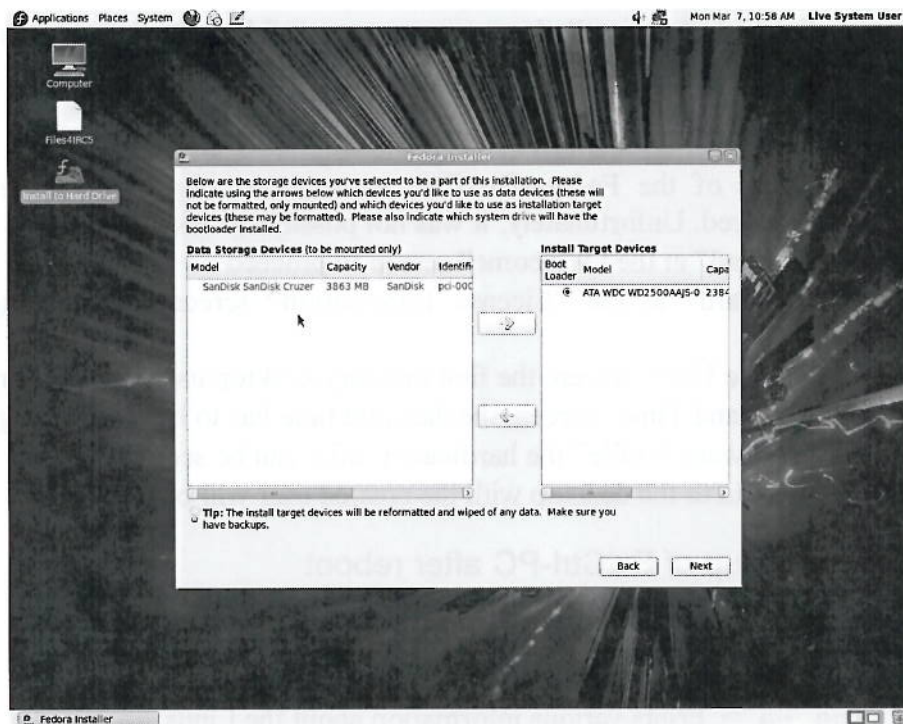 Applications Places System
Mon Mar 7, 10:58 AM Live System User
Computer
Files4IRC5
Install to Hard Drive
Fedora Installer
Below are the storage devices you've selected to be a part of this installation. Please
indicate using the arrows below which devices you'd like to use as data devices (these will
not be formatted, only mounted) and which devices you'd like to use as installation target
devices (these may be formatted). Please also indicate which system drive will have the
bootloader installed.
Data Storage Devices (to be mounted only)
Model Capacity Vendor Identifi
SanDisk SanDisk Cruzer 3863 MB SanDisk pci-000
Install Target Devices
Boot
Loader Model Capa
ATA WDC WD2500AAJS-0 2384
Tip: The install target devices will be reformatted and wiped of any data. Make sure you
have backups.
Back Next
Fedora Installer